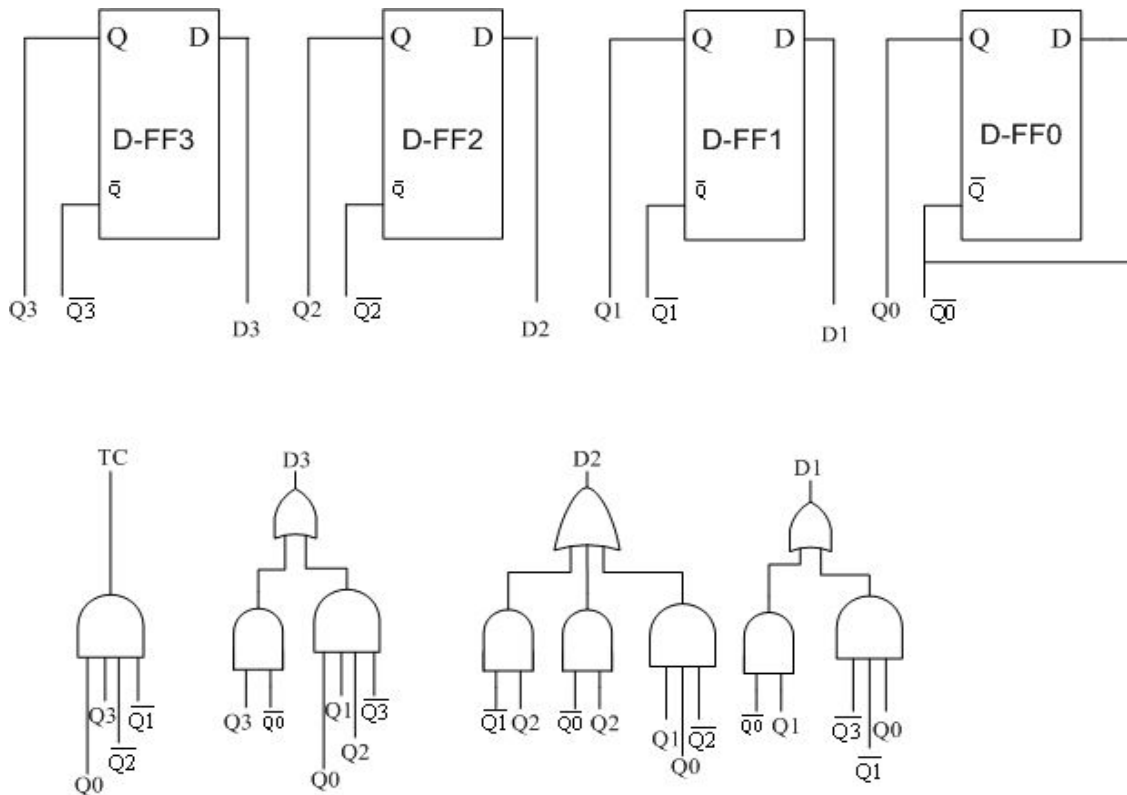 Q D Q D Q D Q D
D-FF3 D-FF2 D-FF1 D-FF0
Q̅ Q̅ Q̅ Q̅
Q3 Q̅3̅ D3 Q2 Q̅2̅ D2 Q1 Q̅1̅ D1 Q0 Q̅0̅
TC D3 D2 D1
Q0 Q3 Q̅2̅ Q̅1̅
Q3 Q̅0̅ Q0 Q1 Q2 Q̅3̅
Q̅1̅ Q2 Q̅0̅ Q2 Q1 Q0 Q̅2̅
Q̅0̅ Q1 Q̅3̅ Q̅1̅ Q0